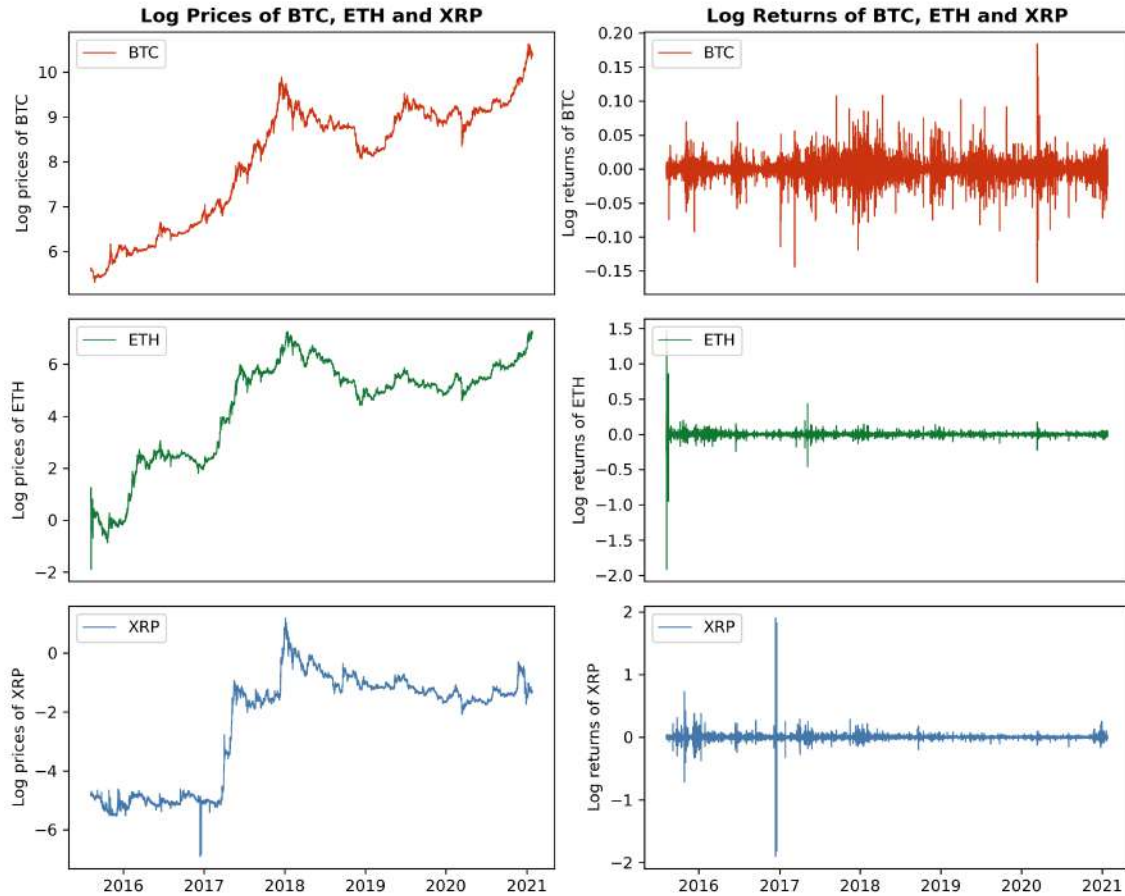 Log Prices of BTC, ETH and XRP
BTC
Log prices of BTC
10
9
8
7
6
Log Returns of BTC, ETH and XRP
BTC
Log returns of BTC
0.20
0.15
0.10
0.05
0.00
−0.05
−0.10
−0.15
ETH
Log prices of ETH
6
4
2
0
−2
ETH
Log returns of ETH
1.5
1.0
0.5
0.0
−0.5
−1.0
−1.5
−2.0
XRP
Log prices of XRP
0
−2
−4
−6
2016 2017 2018 2019 2020 2021
XRP
Log returns of XRP
2
1
0
−1
−2
2016 2017 2018 2019 2020 2021